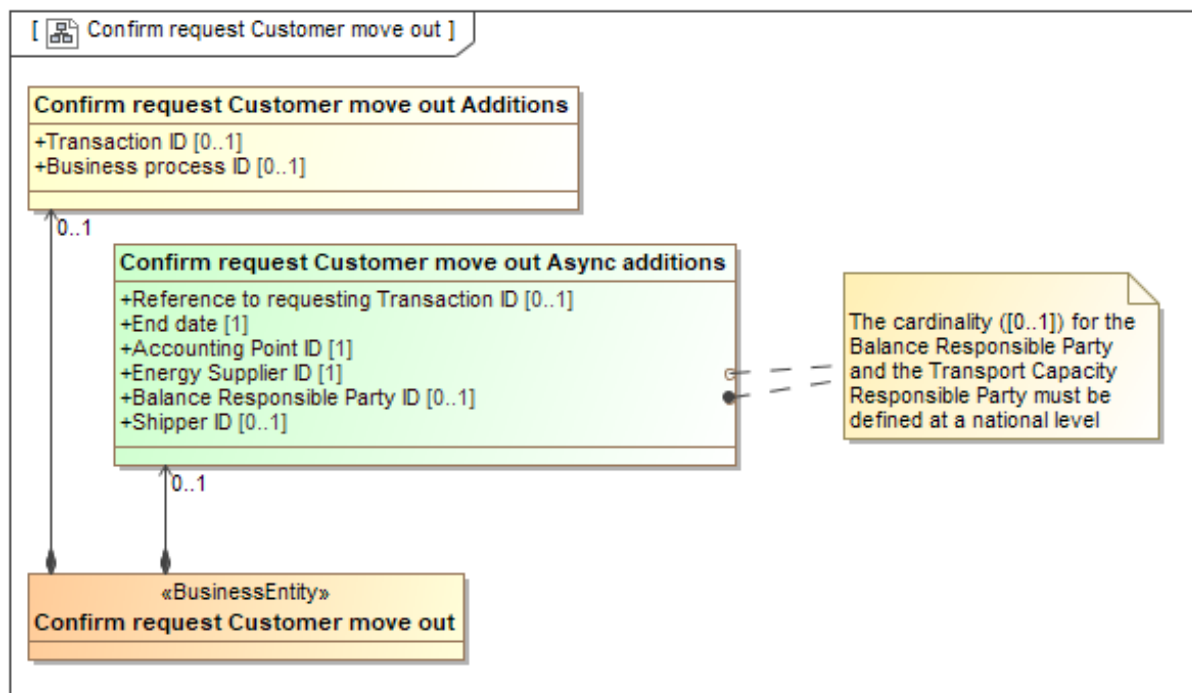 [ Confirm request Customer move out ]
Confirm request Customer move out Additions
+Transaction ID [0..1]
+Business process ID [0..1]
0..1
Confirm request Customer move out Async additions
+Reference to requesting Transaction ID [0..1]
+End date [1]
+Accounting Point ID [1]
+Energy Supplier ID [1]
+Balance Responsible Party ID [0..1]
+Shipper ID [0..1]
The cardinality ([0..1]) for the
Balance Responsible Party
and the Transport Capacity
Responsible Party must be
defined at a national level
0..1
«BusinessEntity»
Confirm request Customer move out